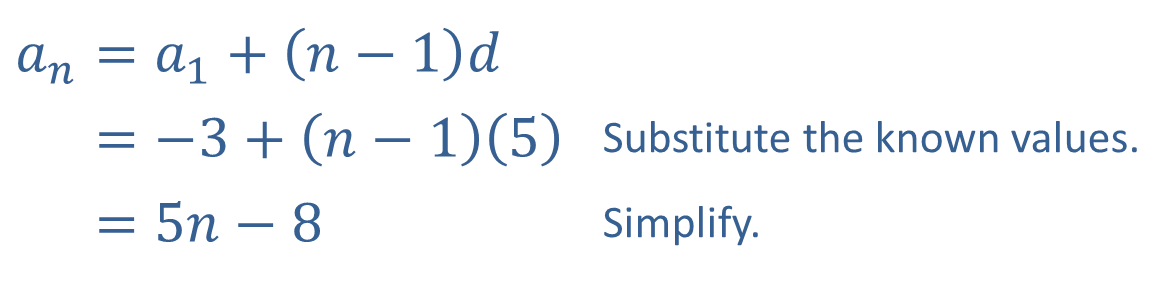 aₙ = a₁ + (n − 1)d
= −3 + (n − 1)(5) Substitute the known values.
= 5n − 8 Simplify.